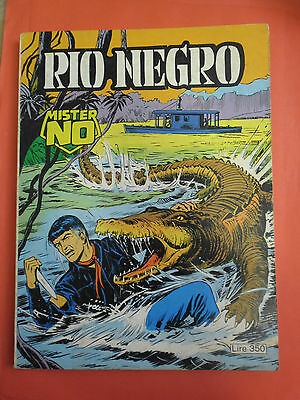 RIO NEGRO
MISTER
NO
Lire 350